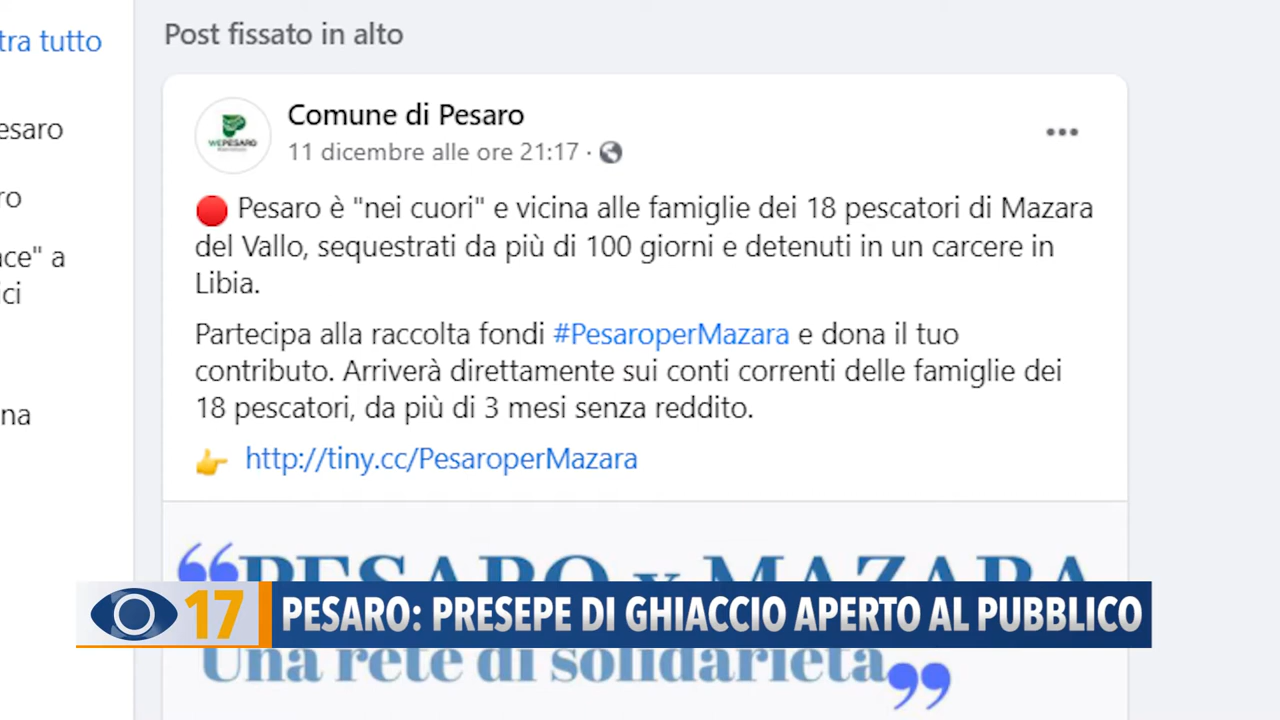 tra tutto
esaro
ro
ace" a
ici
na
Post fissato in alto
WEPESARO
Comune di Pesaro
11 dicembre alle ore 21:17 ·
Pesaro è "nei cuori" e vicina alle famiglie dei 18 pescatori di Mazara
del Vallo, sequestrati da più di 100 giorni e detenuti in un carcere in
Libia.
Partecipa alla raccolta fondi #PesaroperMazara e dona il tuo
contributo. Arriverà direttamente sui conti correnti delle famiglie dei
18 pescatori, da più di 3 mesi senza reddito.
👉 http://tiny.cc/PesaroperMazara
“PESARO x MAZARA
17 PESARO: PRESEPE DI GHIACCIO APERTO AL PUBBLICO
Una rete di solidarietà”